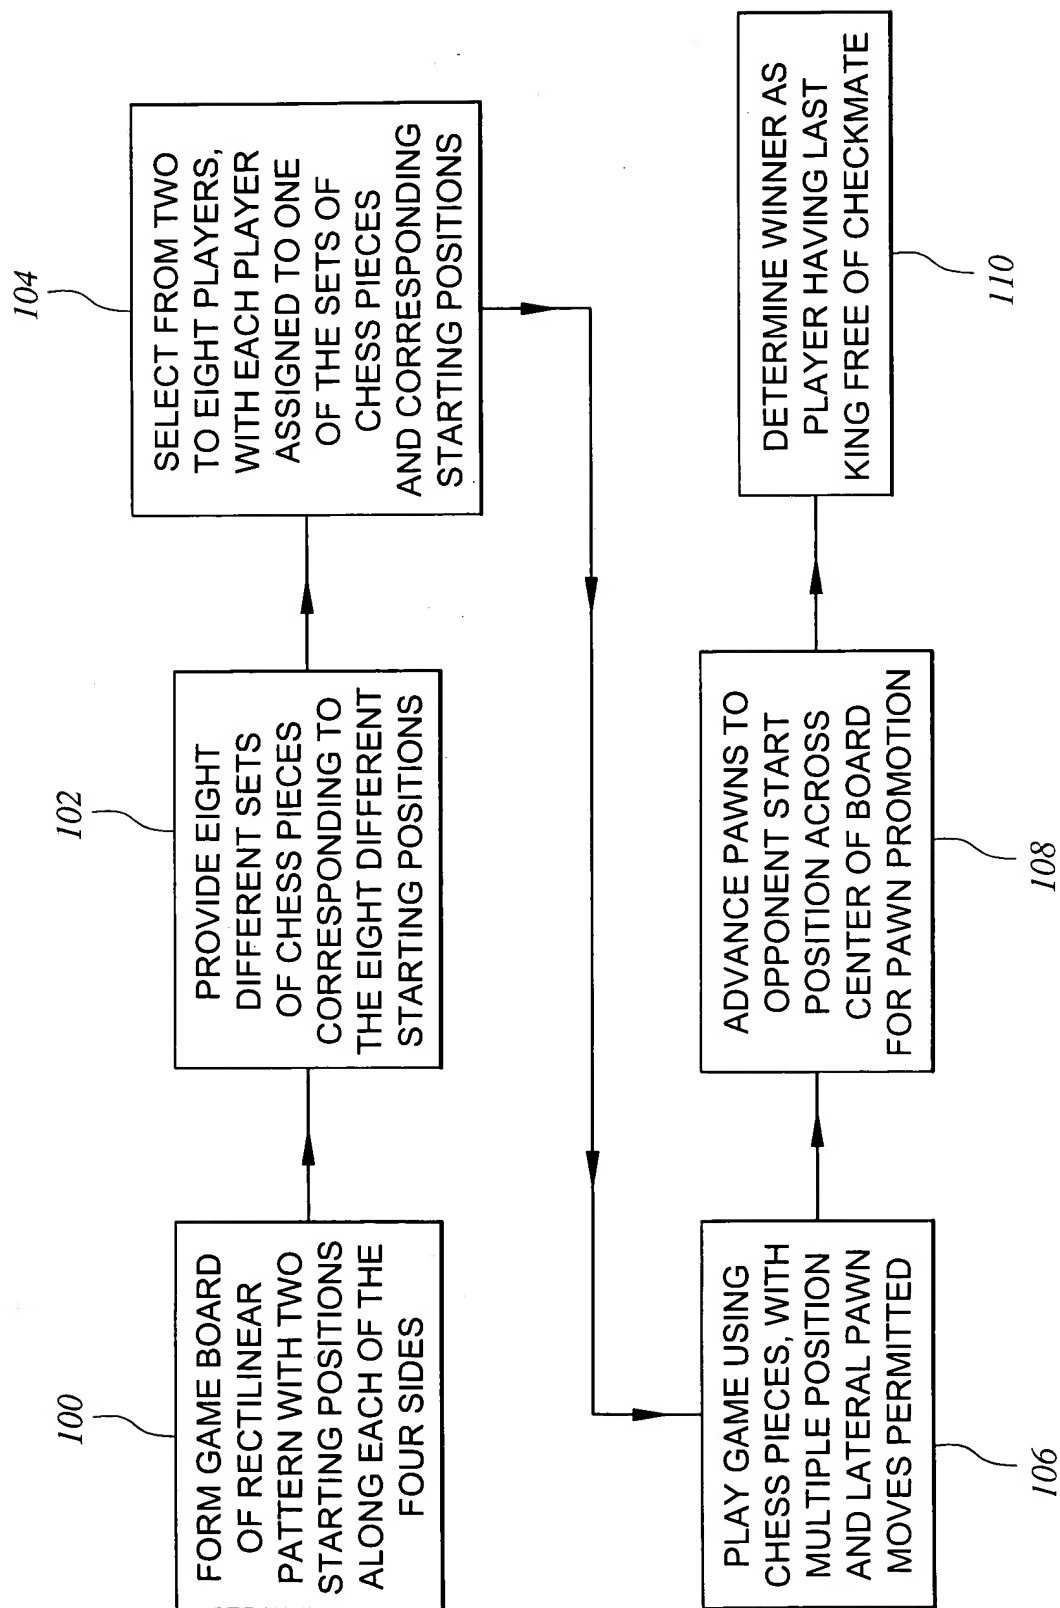 100
FORM GAME BOARD
OF RECTILINEAR
PATTERN WITH TWO
STARTING POSITIONS
ALONG EACH OF THE
FOUR SIDES
102
PROVIDE EIGHT
DIFFERENT SETS
OF CHESS PIECES
CORRESPONDING TO
THE EIGHT DIFFERENT
STARTING POSITIONS
104
SELECT FROM TWO
TO EIGHT PLAYERS,
WITH EACH PLAYER
ASSIGNED TO ONE
OF THE SETS OF
CHESS PIECES
AND CORRESPONDING
STARTING POSITIONS
PLAY GAME USING
CHESS PIECES, WITH
MULTIPLE POSITION
AND LATERAL PAWN
MOVES PERMITTED
106
ADVANCE PAWNS TO
OPPONENT START
POSITION ACROSS
CENTER OF BOARD
FOR PAWN PROMOTION
108
DETERMINE WINNER AS
PLAYER HAVING LAST
KING FREE OF CHECKMATE
110